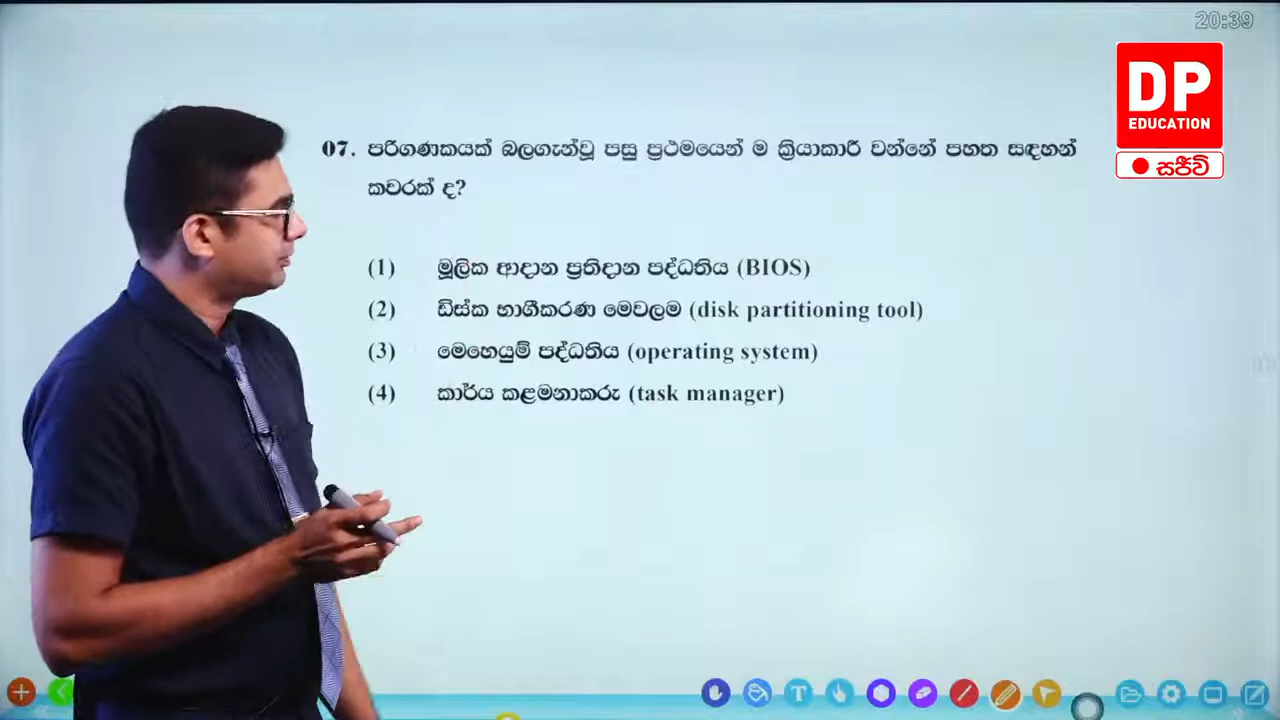 20:39
DP
EDUCATION
සජීවි
07. පරිගණකයක් බලගැන්වූ පසු ප්‍රථමයෙන් ම ක්‍රියාකාරී වන්නේ පහත සඳහන්
කවරක් ද?
(1) මූලික ආදාන ප්‍රතිදාන පද්ධතිය (BIOS)
(2) ඩිස්ක භාගීකරණ මෙවලම (disk partitioning tool)
(3) මෙහෙයුම් පද්ධතිය (operating system)
(4) කාර්ය කළමනාකරු (task manager)